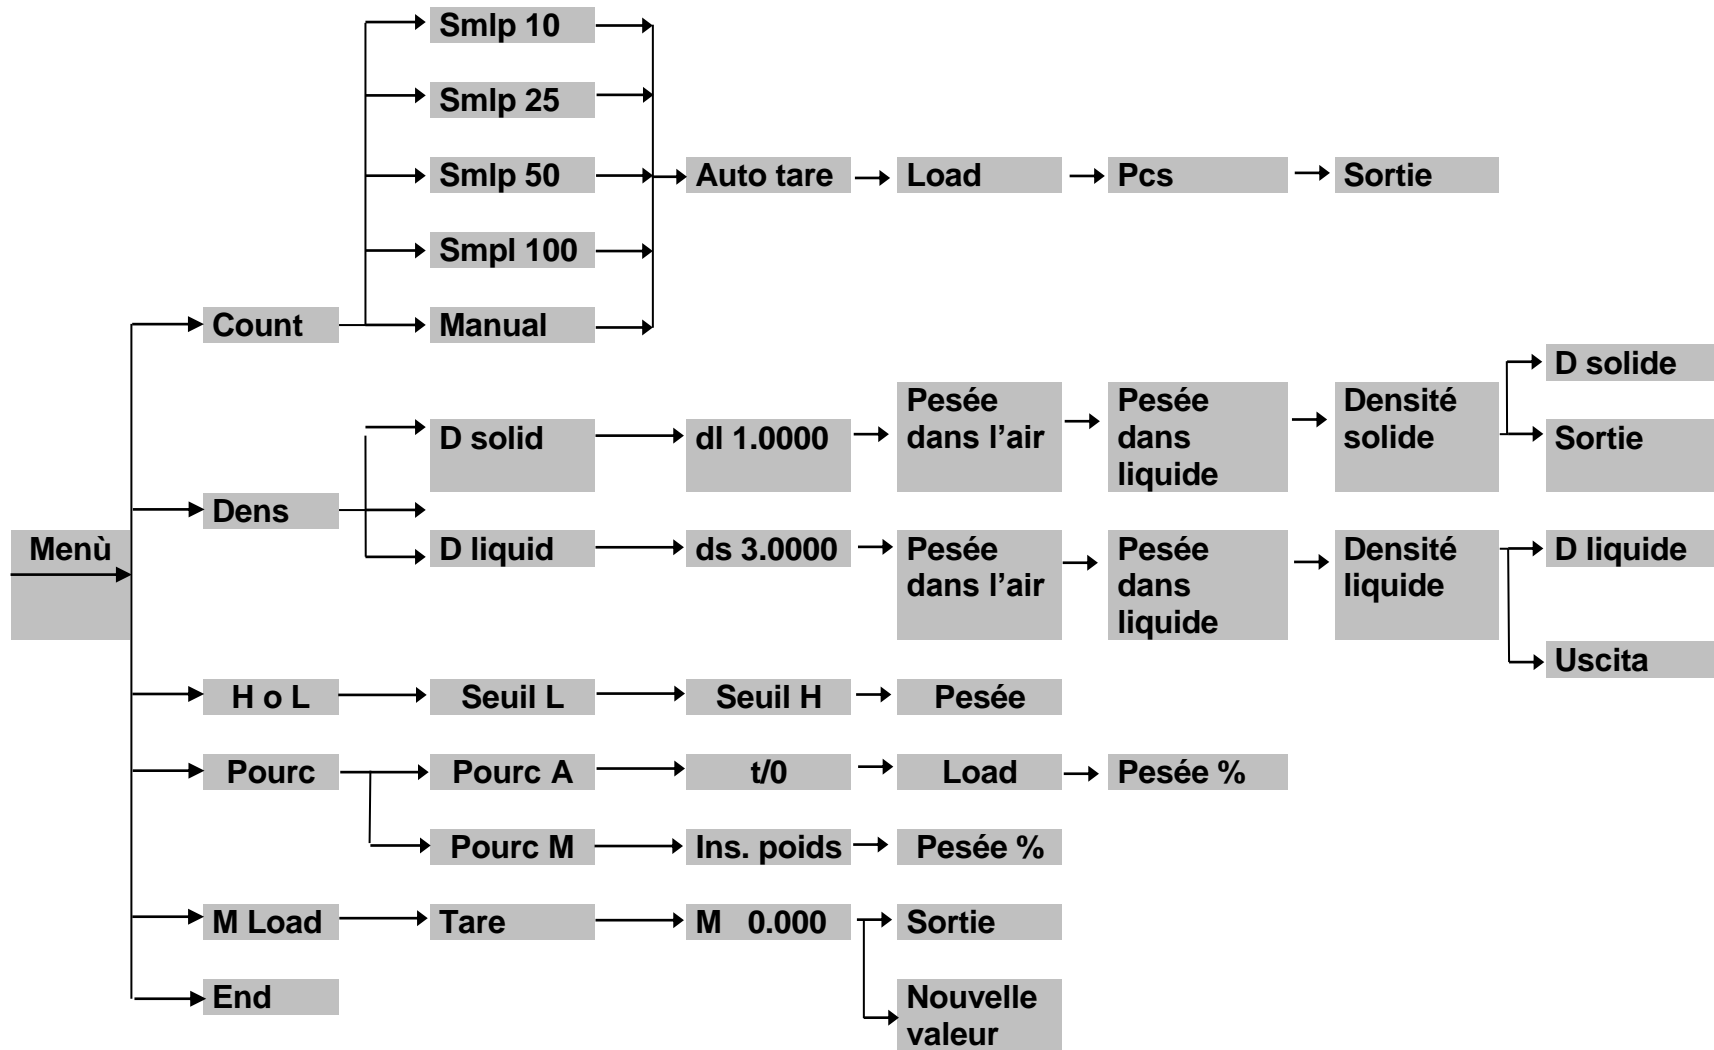 Smlp 10
Smlp 25
Smlp 50
Auto tare
Load
Pcs
Sortie
Smpl 100
Count
Manual
D solide
D solid
dl 1.0000
Pesée
dans l’air
Pesée
dans
liquide
Densité
solide
Sortie
Dens
Menù
D liquid
ds 3.0000
Pesée
dans l’air
Pesée
dans
liquide
Densité
liquide
D liquide
Uscita
H o L
Seuil L
Seuil H
Pesée
Pourc
Pourc A
t/0
Load
Pesée %
Pourc M
Ins. poids
Pesée %
M Load
Tare
M 0.000
Sortie
End
Nouvelle
valeur